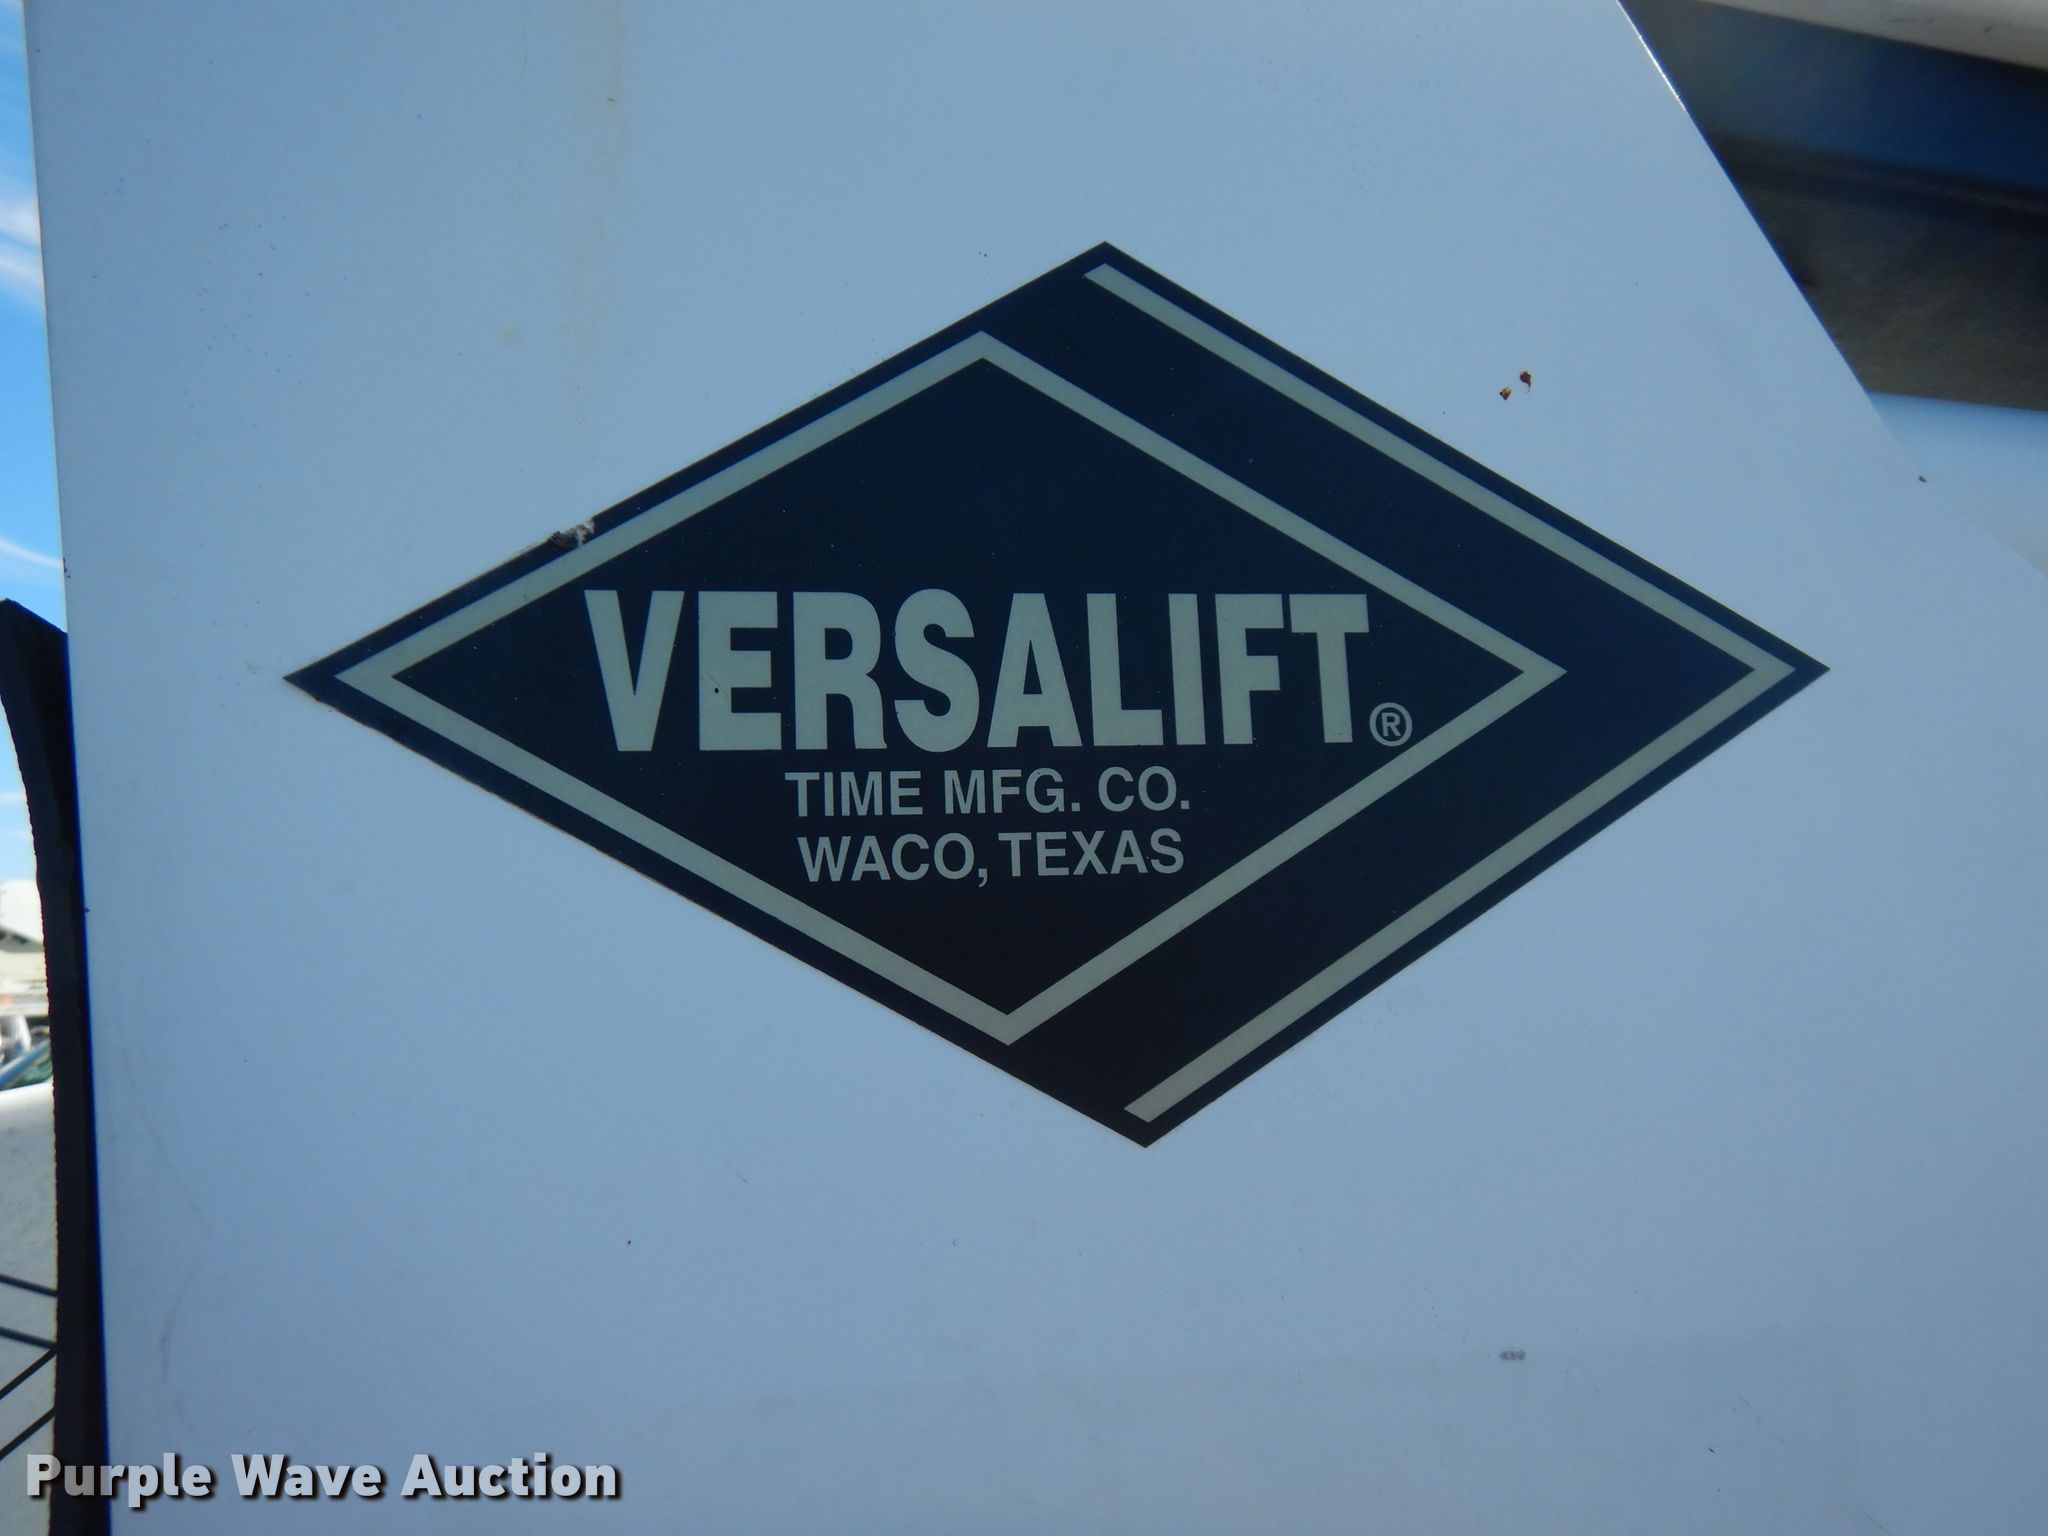 VERSALIFT®
TIME MFG. CO.
WACO, TEXAS
Purple Wave Auction